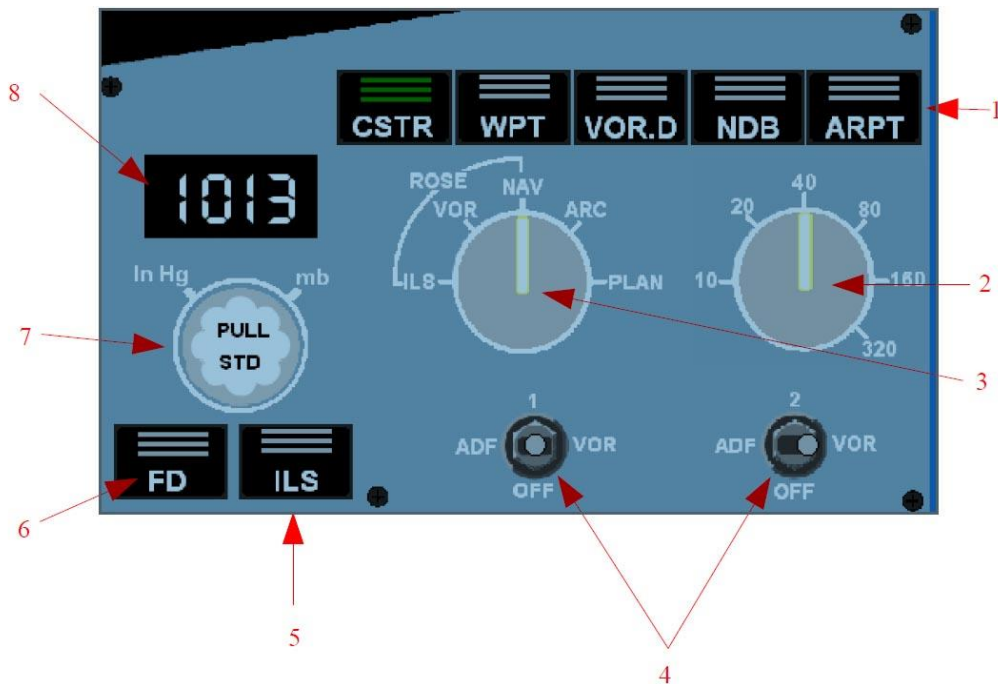 8
1
CSTR WPT VOR.D NDB ARPT
1013
ROSE
NAV
VOR ARC
ILS PLAN
40
20 80
10 160
320
2
3
In Hg mb
7
PULL
STD
1
ADF VOR
OFF
2
ADF VOR
OFF
FD ILS
6
5
4